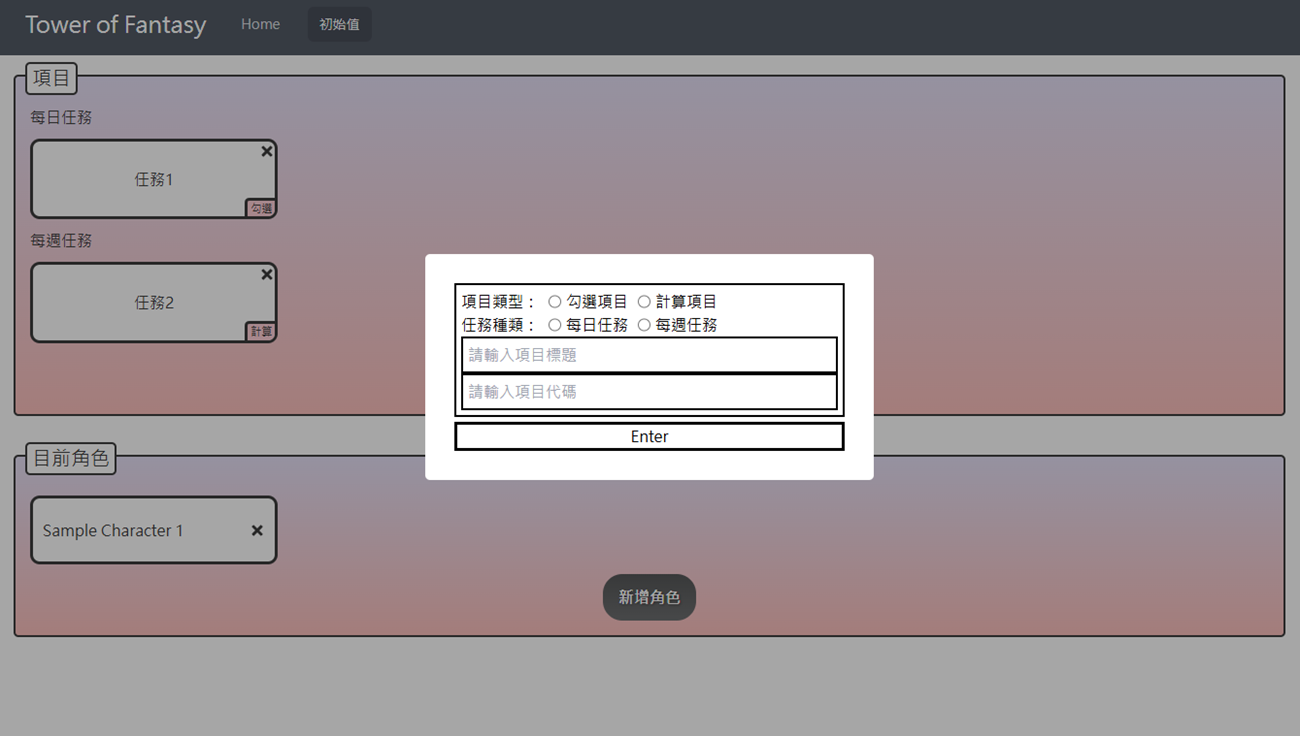 Tower of Fantasy Home 初始值
項目
每日任務
任務1
勾選
每週任務
任務2
計算
項目類型： 勾選項目 計算項目
任務種類： 每日任務 每週任務
請輸入項目標題
請輸入項目代碼
Enter
目前角色
Sample Character 1
新增角色